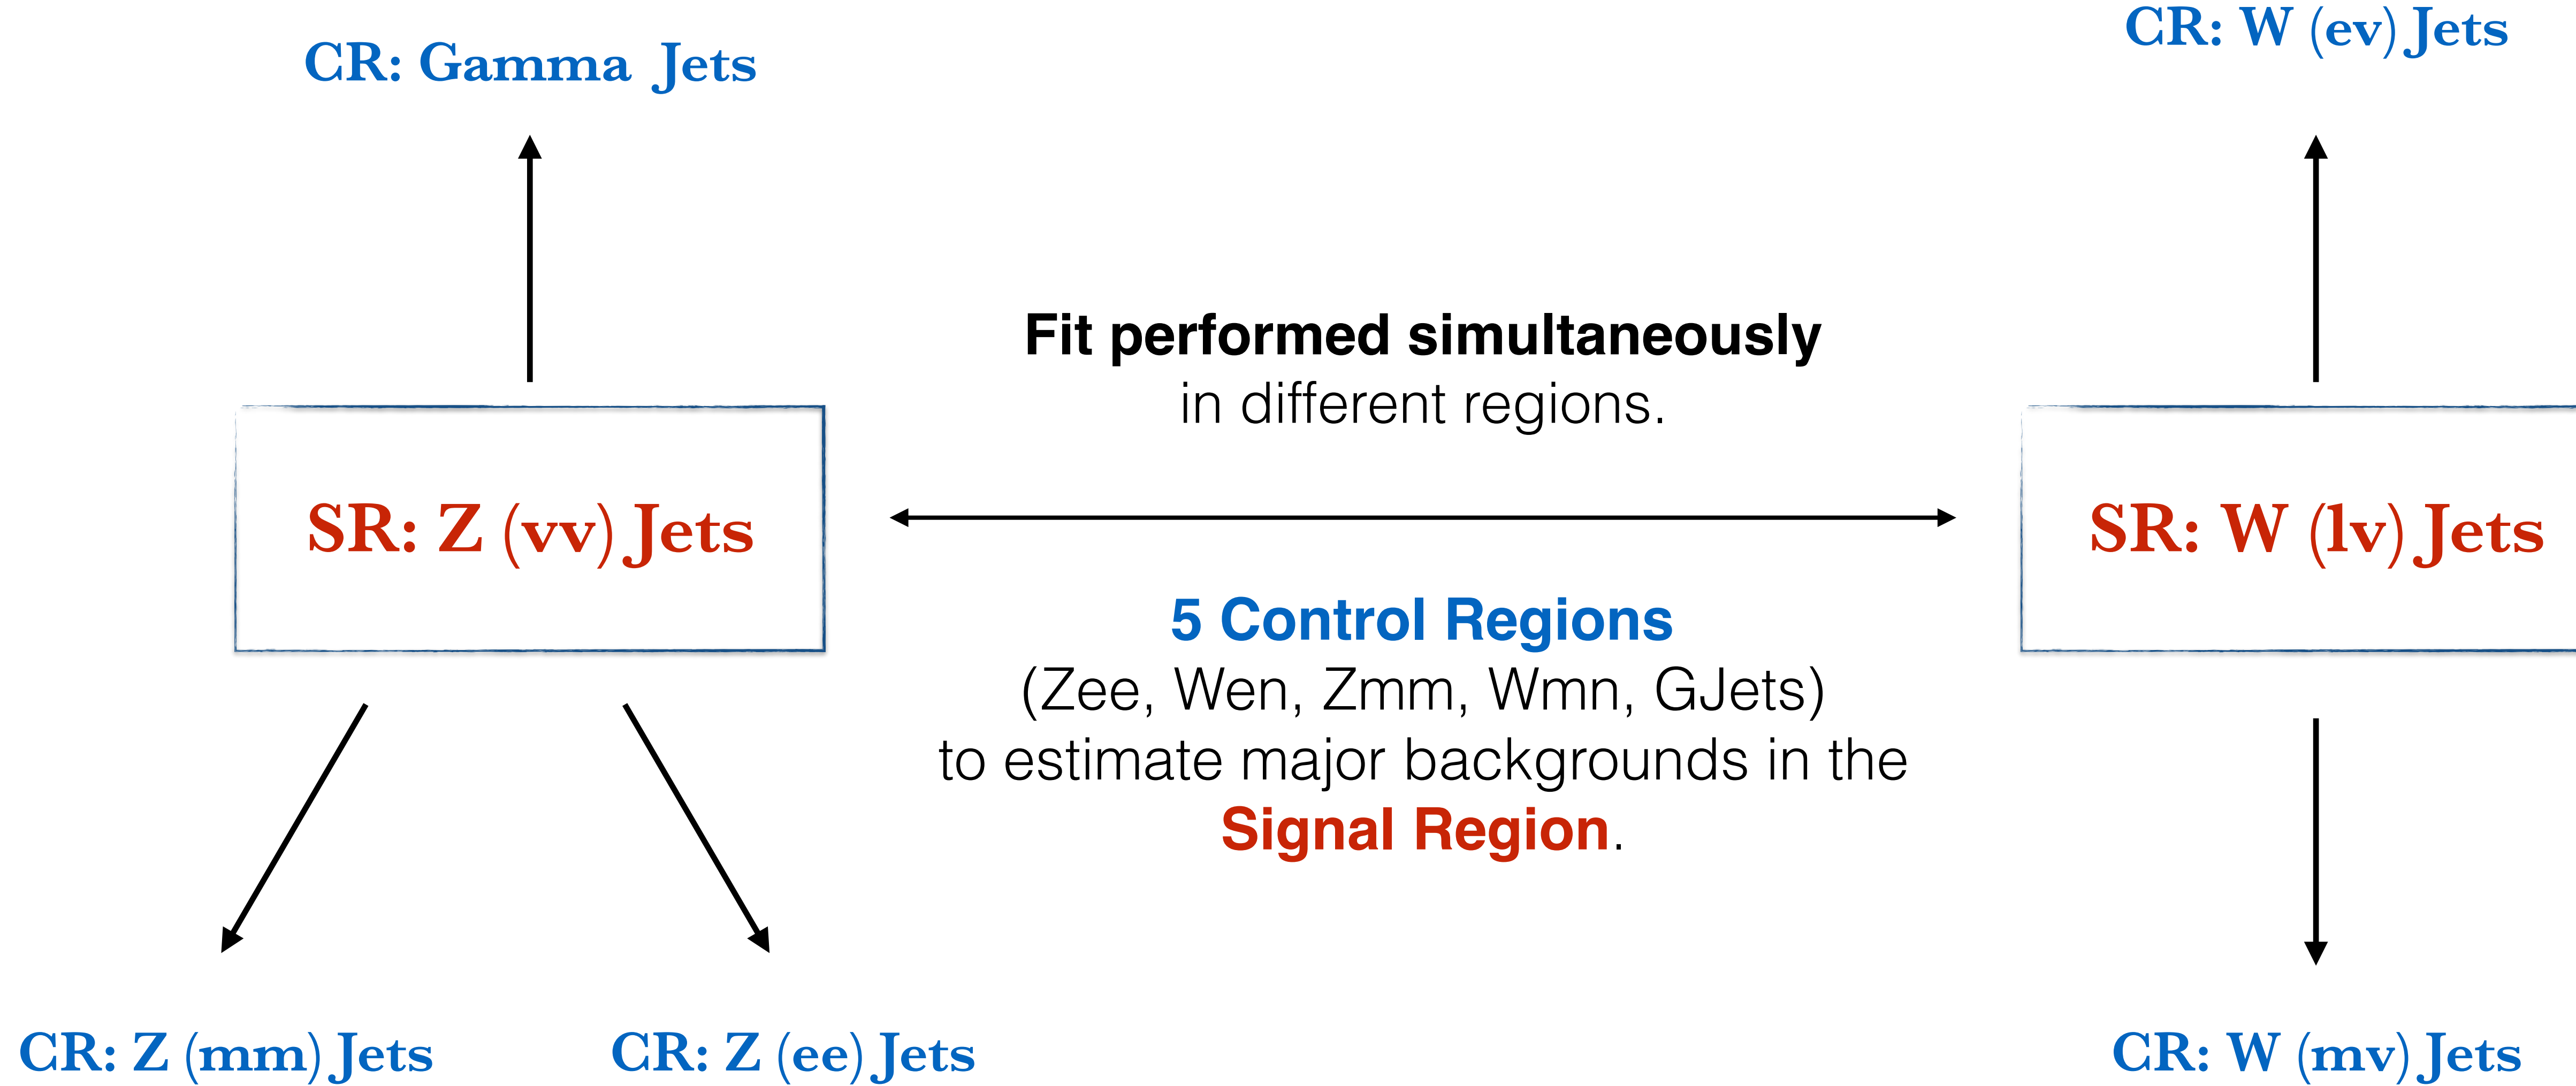 CR: Gamma Jets
CR: W (ev) Jets
Fit performed simultaneously
in different regions.
SR: Z (vv) Jets
SR: W (lv) Jets
5 Control Regions
(Zee, Wen, Zmm, Wmn, GJets)
to estimate major backgrounds in the
Signal Region.
CR: Z (mm) Jets
CR: Z (ee) Jets
CR: W (mv) Jets